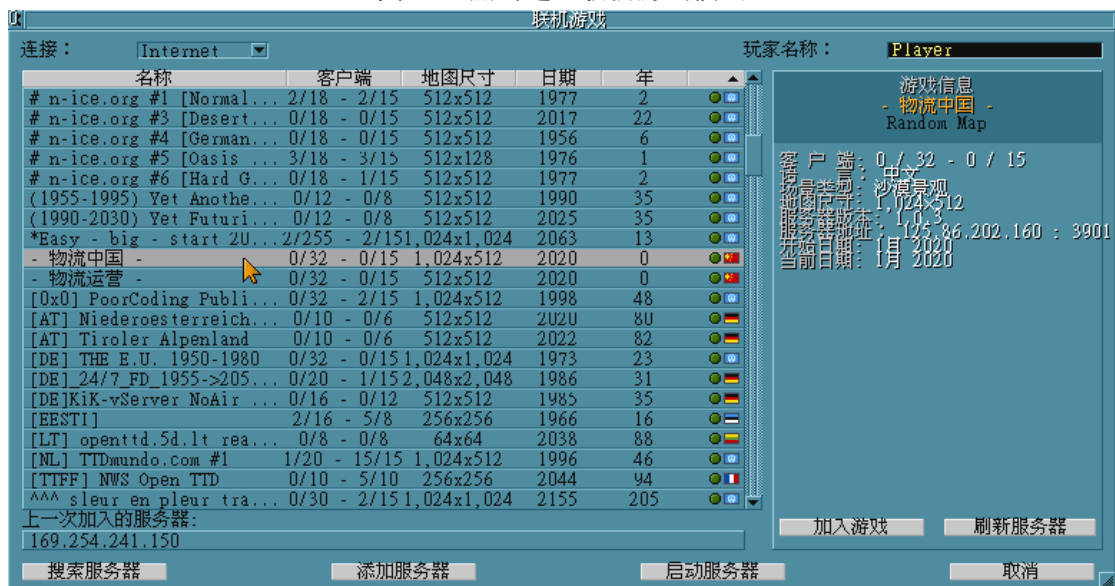 联机游戏
连接： Internet 玩家名称： Player
名称 客户端 地图尺寸 日期 年
# n-ice.org #1 [Normal... 2/18 - 2/15 512x512 1977 2
# n-ice.org #3 [Desert... 0/18 - 0/15 512x512 2017 22
# n-ice.org #4 [German... 0/18 - 0/15 512x512 1956 6
# n-ice.org #5 [Oasis ... 3/18 - 3/15 512x128 1976 1
# n-ice.org #6 [Hard G... 0/18 - 1/15 512x512 1977 2
(1955-1995) Yet Anothe... 0/12 - 0/8 512x512 1990 35
(1990-2030) Yet Futuri... 0/12 - 0/8 512x512 2025 35
*Easy - big - start 20... 2/255 - 2/15 1,024x1,024 2063 13
- 物流中国 - 0/32 - 0/15 1,024x512 2020 0
- 物流运营 - 0/32 - 0/15 512x512 2020 0
[0x0] PoorCoding Publi... 0/32 - 2/15 1,024x512 1998 48
[AT] Niederoesterreich... 0/10 - 0/6 512x512 2020 80
[AT] Tiroler Alpenland 0/10 - 0/6 512x512 2022 82
[DE] THE E.U. 1950-1980 0/32 - 0/15 1,024x1,024 1973 23
[DE]_24/7_FD_1955->205... 0/20 - 1/15 2,048x2,048 1986 31
[DE]KiK-vServer NoAir ... 0/16 - 0/12 512x512 1985 35
[EESTI] 2/16 - 5/8 256x256 1966 16
[LT] openttd.5d.lt rea... 0/8 - 0/8 64x64 2038 88
[NL] TTDmundo.com #1 1/20 - 15/15 1,024x512 1996 46
[TTFF] NWS Open TTD 0/10 - 5/10 256x256 2044 94
^^^ sleur en pleur tra... 0/30 - 2/15 1,024x1,024 2155 205
上一次加入的服务器:
169.254.241.150
搜索服务器 添加服务器 启动服务器 取消
游戏信息
- 物流中国 -
Random Map
客 户 端: 0 / 32 - 0 / 15
语 言: 中文
场景类型: 沙漠景观
地图尺寸: 1,024x512
服务器版本: 1.0.3
服务器地址: 125.86.202.160 : 3901
开始日期: 1月 2020
当前日期: 1月 2020
加入游戏 刷新服务器